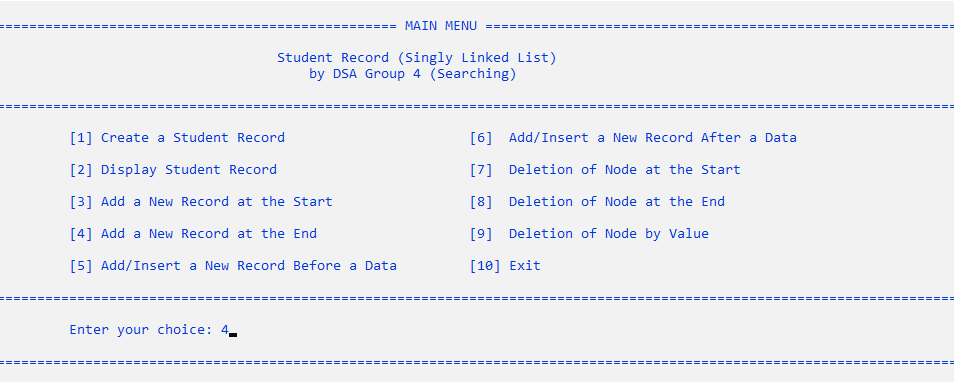 MAIN MENU
Student Record (Singly Linked List)
by DSA Group 4 (Searching)
[1] Create a Student Record
[2] Display Student Record
[3] Add a New Record at the Start
[4] Add a New Record at the End
[5] Add/Insert a New Record Before a Data
[6] Add/Insert a New Record After a Data
[7] Deletion of Node at the Start
[8] Deletion of Node at the End
[9] Deletion of Node by Value
[10] Exit
Enter your choice: 4